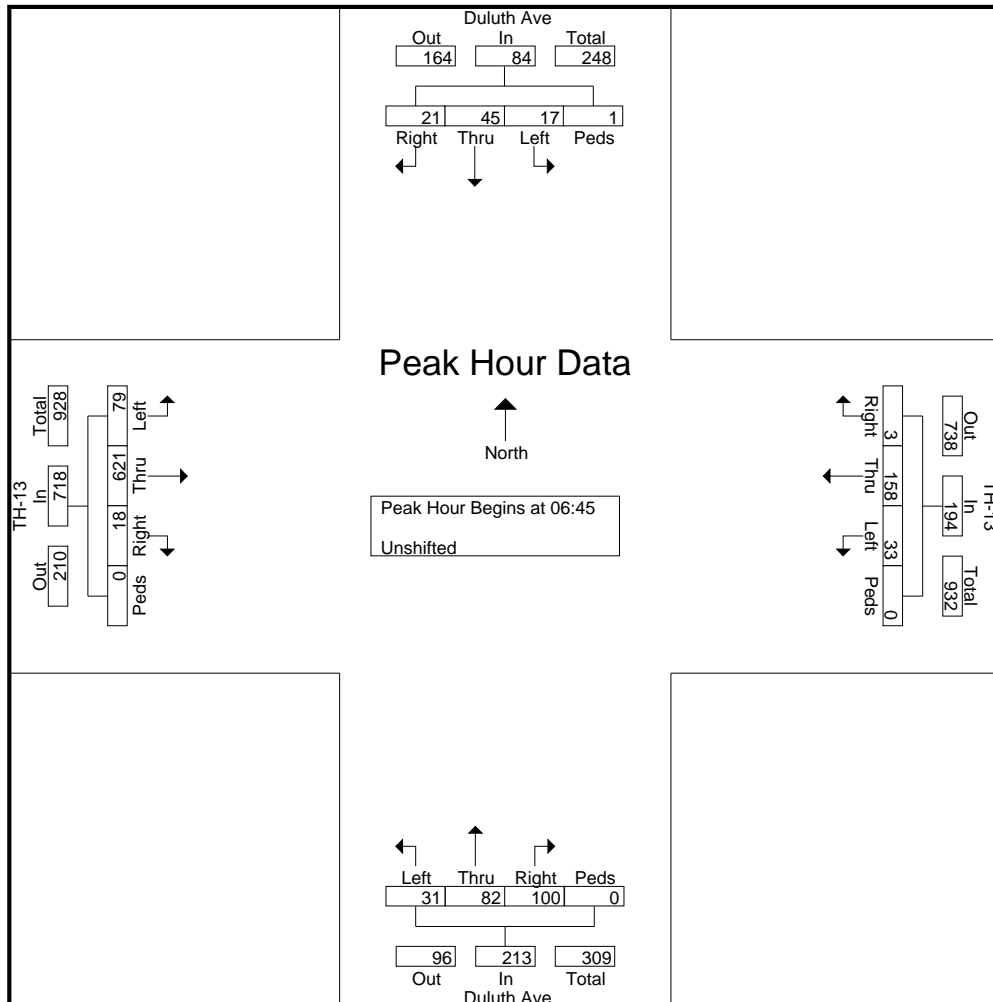 Duluth Ave
Out In Total
164 84 248
21 45 17 1
Right Thru Left Peds
Peak Hour Data
North
Peak Hour Begins at 06:45
Unshifted
TH-13
Total In Out
928 718 210
79 621 18 0
Left Thru Right Peds
Right Thru Left Peds
3 158 33 0
Out In Total
738 194 932
TH-13
Left Thru Right Peds
31 82 100 0
96 213 309
Out In Total
Duluth Ave